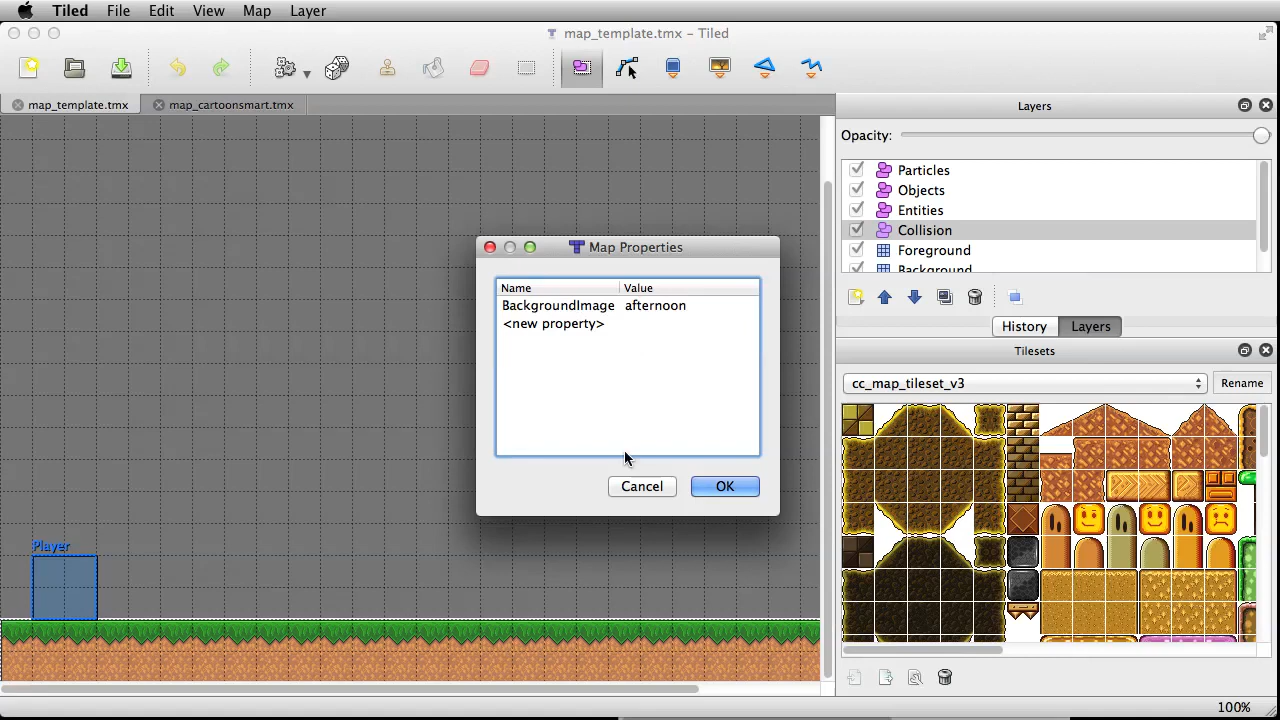 Tiled File Edit View Map Layer
map_template.tmx – Tiled
map_template.tmx map_cartoonsmart.tmx
Layers
Opacity:
Particles
Objects
Entities
Collision
Foreground
Background
History Layers
Tilesets
cc_map_tileset_v3 Rename
Map Properties
Name Value
BackgroundImage afternoon
<new property>
Cancel OK
Player
100%